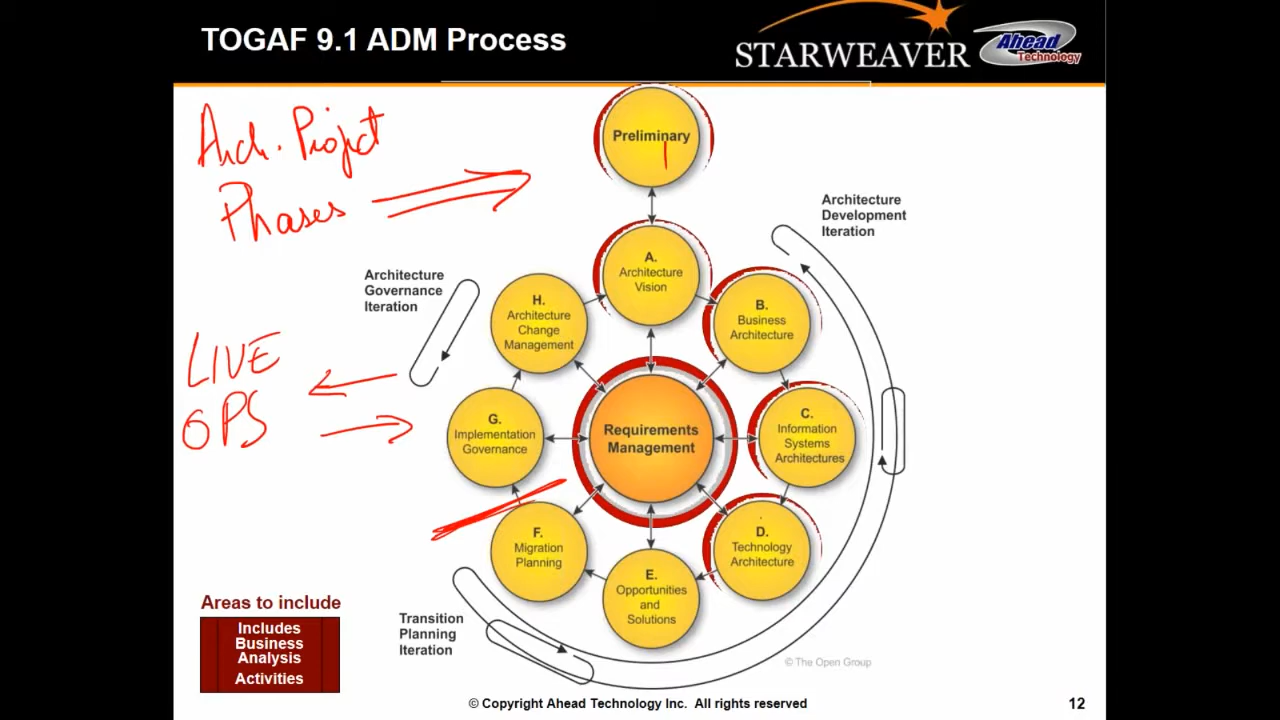 TOGAF 9.1 ADM Process
STARWEAVER
Ahead
Technology
Arch. Project
Phases
Preliminary
Architecture
Development
Iteration
A.
Architecture
Vision
Architecture
Governance
Iteration
H.
Architecture
Change
Management
B.
Business
Architecture
LIVE
OPS
G.
Implementation
Governance
Requirements
Management
C.
Information
Systems
Architectures
F.
Migration
Planning
D.
Technology
Architecture
E.
Opportunities
and
Solutions
Transition
Planning
Iteration
Areas to include
Includes
Business
Analysis
Activities
© The Open Group
© Copyright Ahead Technology Inc. All rights reserved
12